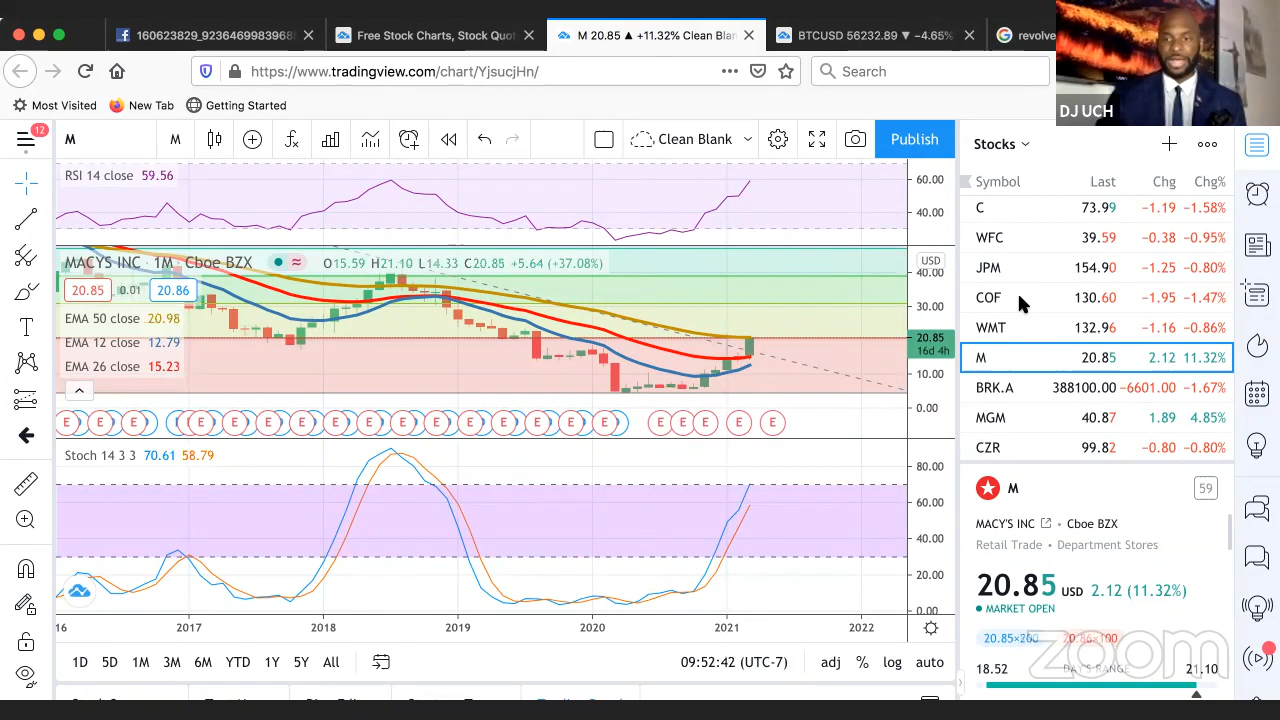 160623829_92364699839698
Free Stock Charts, Stock Quot
M 20.85 ▲ +11.32% Clean Blan
BTCUSD 56232.89 ▼ −4.65%
revolve
https://www.tradingview.com/chart/YjsucjHn/
Search
DJ UCH
Most Visited
New Tab
Getting Started
12
M
M
Clean Blank
Publish
Stocks
Symbol Last Chg Chg%
C 73.99 −1.19 −1.58%
WFC 39.59 −0.38 −0.95%
JPM 154.90 −1.25 −0.80%
COF 130.60 −1.95 −1.47%
WMT 132.96 −1.16 −0.86%
M 20.85 2.12 11.32%
BRK.A 388100.00 −6601.00 −1.67%
MGM 40.87 1.89 4.85%
CZR 99.82 −0.80 −0.80%
RSI 14 close 59.56
60.00
40.00
MACYS INC · 1M · Cboe BZX
O15.59 H21.10 L14.33 C20.85 +5.64 (+37.08%)
20.85 0.01 20.86
EMA 50 close 20.98
EMA 12 close 12.79
EMA 26 close 15.23
USD
40.00
30.00
20.85
16d 4h
10.00
0.00
E E E E E E E E E E E E E E E E E E E E E
Stoch 14 3 3 70.61 58.79
80.00
60.00
40.00
20.00
0.00
16 2017 2018 2019 2020 2021 2022
1D 5D 1M 3M 6M YTD 1Y 5Y All
09:52:42 (UTC-7)
adj % log auto
M
59
MACY'S INC • Cboe BZX
Retail Trade • Department Stores
20.85 USD 2.12 (11.32%)
MARKET OPEN
20.85×200 20.86×100
18.52 DAY'S RANGE 21.10
zoom